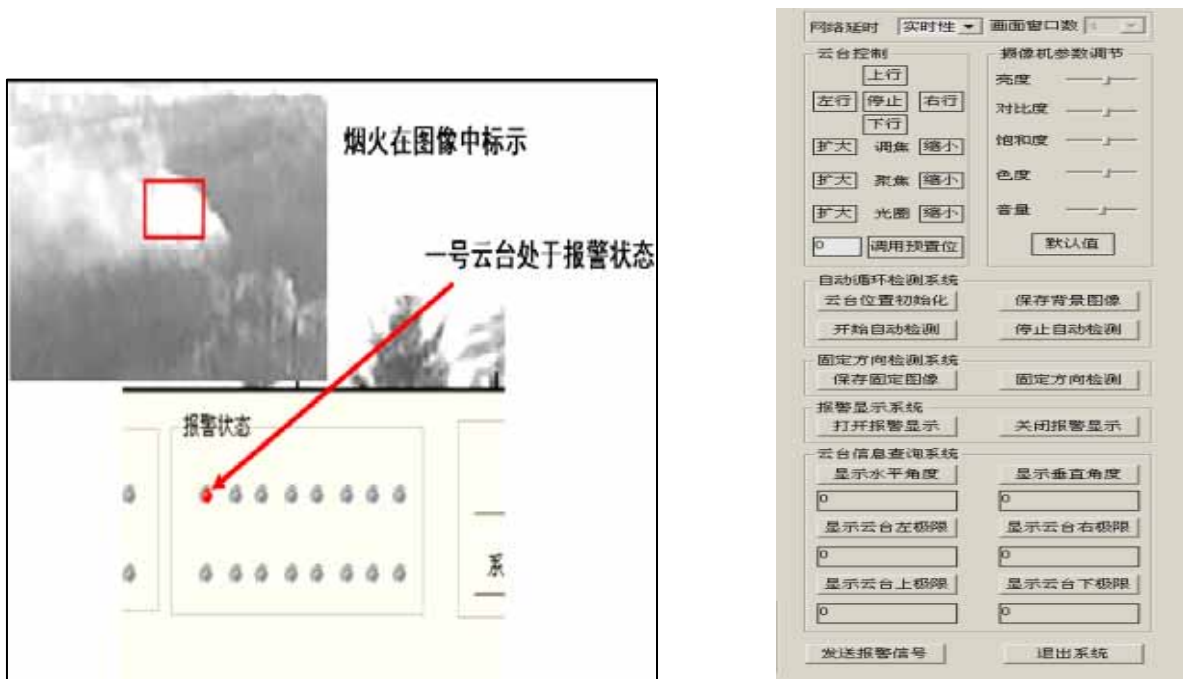 烟火在图像中标示
一号云台处于报警状态
报警状态
系
网络延时 实时性 画面窗口数
云台控制
上行
左行 停止 右行
下行
扩大 调焦 缩小
扩大 聚焦 缩小
扩大 光圈 缩小
0 调用预置位
摄像机参数调节
亮度
对比度
饱和度
色度
音量
默认值
自动循环检测系统
云台位置初始化 保存背景图像
开始自动检测 停止自动检测
固定方向检测系统
保存固定图像 固定方向检测
报警显示系统
打开报警显示 关闭报警显示
云台信息查询系统
显示水平角度 显示垂直角度
0 0
显示云台左极限 显示云台右极限
0 0
显示云台上极限 显示云台下极限
0 0
发送报警信号 退出系统